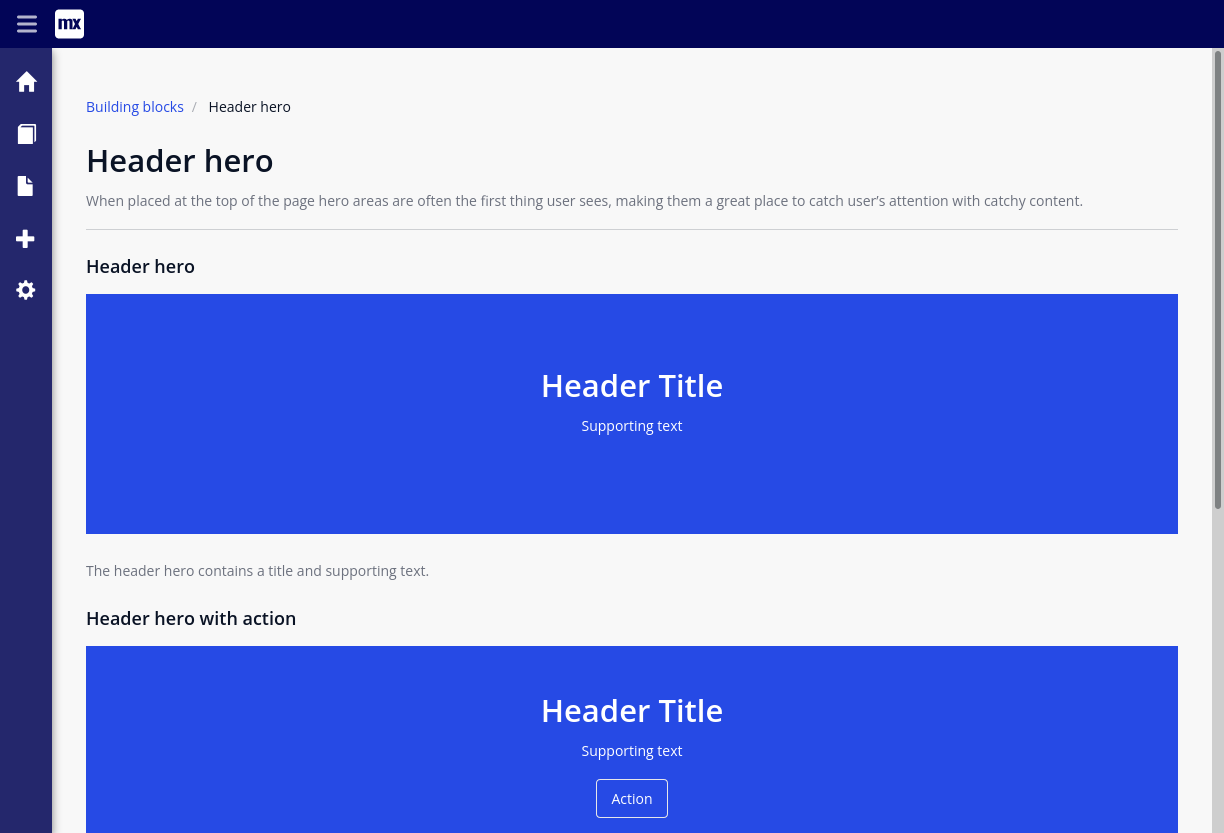 mx
Building blocks / Header hero
Header hero
When placed at the top of the page hero areas are often the first thing user sees, making them a great place to catch user's attention with catchy content.
Header hero
Header Title
Supporting text
The header hero contains a title and supporting text.
Header hero with action
Header Title
Supporting text
Action